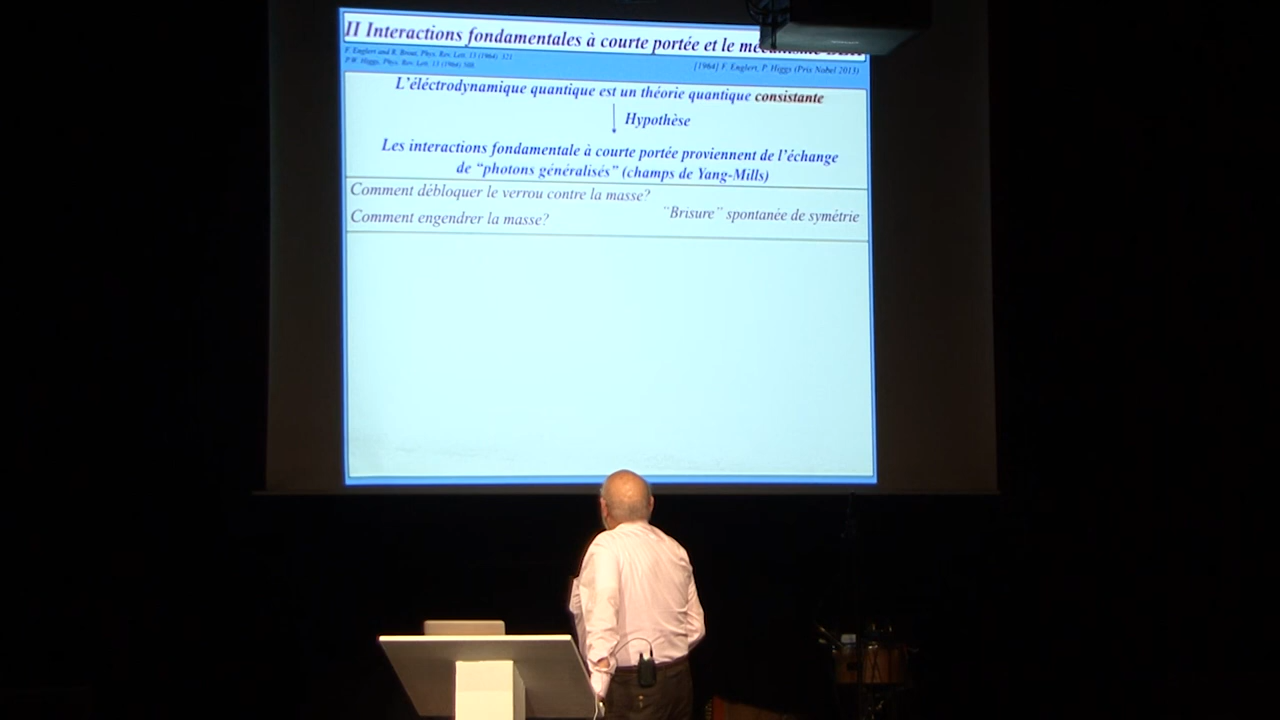 II Interactions fondamentales à courte portée et le
F. Englert and R. Brout, Phys. Rev. Lett. 13 (1964) 321
P.W. Higgs, Phys. Rev. Lett. 13 (1964) 508
[1964] F. Englert, P. Higgs (Prix Nobel 2013)
L'éléctrodynamique quantique est un théorie quantique consistante
Hypothèse
Les interactions fondamentale à courte portée proviennent de l'échange
de “photons généralisés” (champs de Yang-Mills)
Comment débloquer le verrou contre la masse?
Comment engendrer la masse?
``Brisure'' spontanée de symétrie